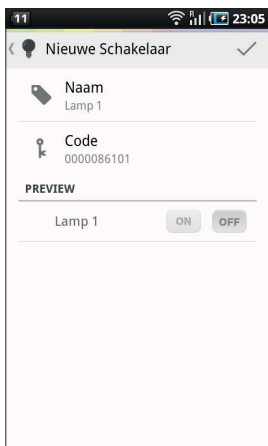 11 R 23:05
Nieuwe Schakelaar
Naam
Lamp 1
Code
0000086101
PREVIEW
Lamp 1 ON OFF